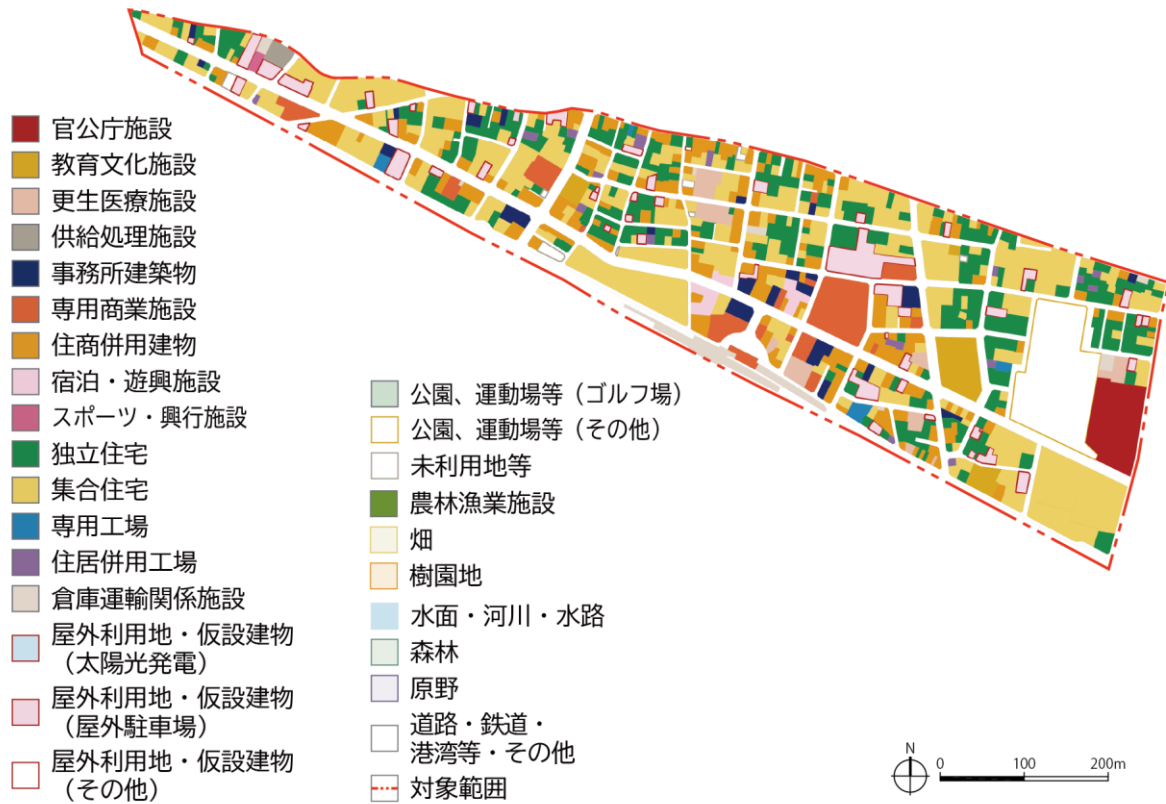 官公庁施設
教育文化施設
更生医療施設
供給処理施設
事務所建築物
専用商業施設
住商併用建物
宿泊・遊興施設
スポーツ・興行施設
独立住宅
集合住宅
専用工場
住居併用工場
倉庫運輸関係施設
屋外利用地・仮設建物
（太陽光発電）
屋外利用地・仮設建物
（屋外駐車場）
屋外利用地・仮設建物
（その他）
公園、運動場等（ゴルフ場）
公園、運動場等（その他）
未利用地等
農林漁業施設
畑
樹園地
水面・河川・水路
森林
原野
道路・鉄道・
港湾等・その他
対象範囲
N
0 100 200m